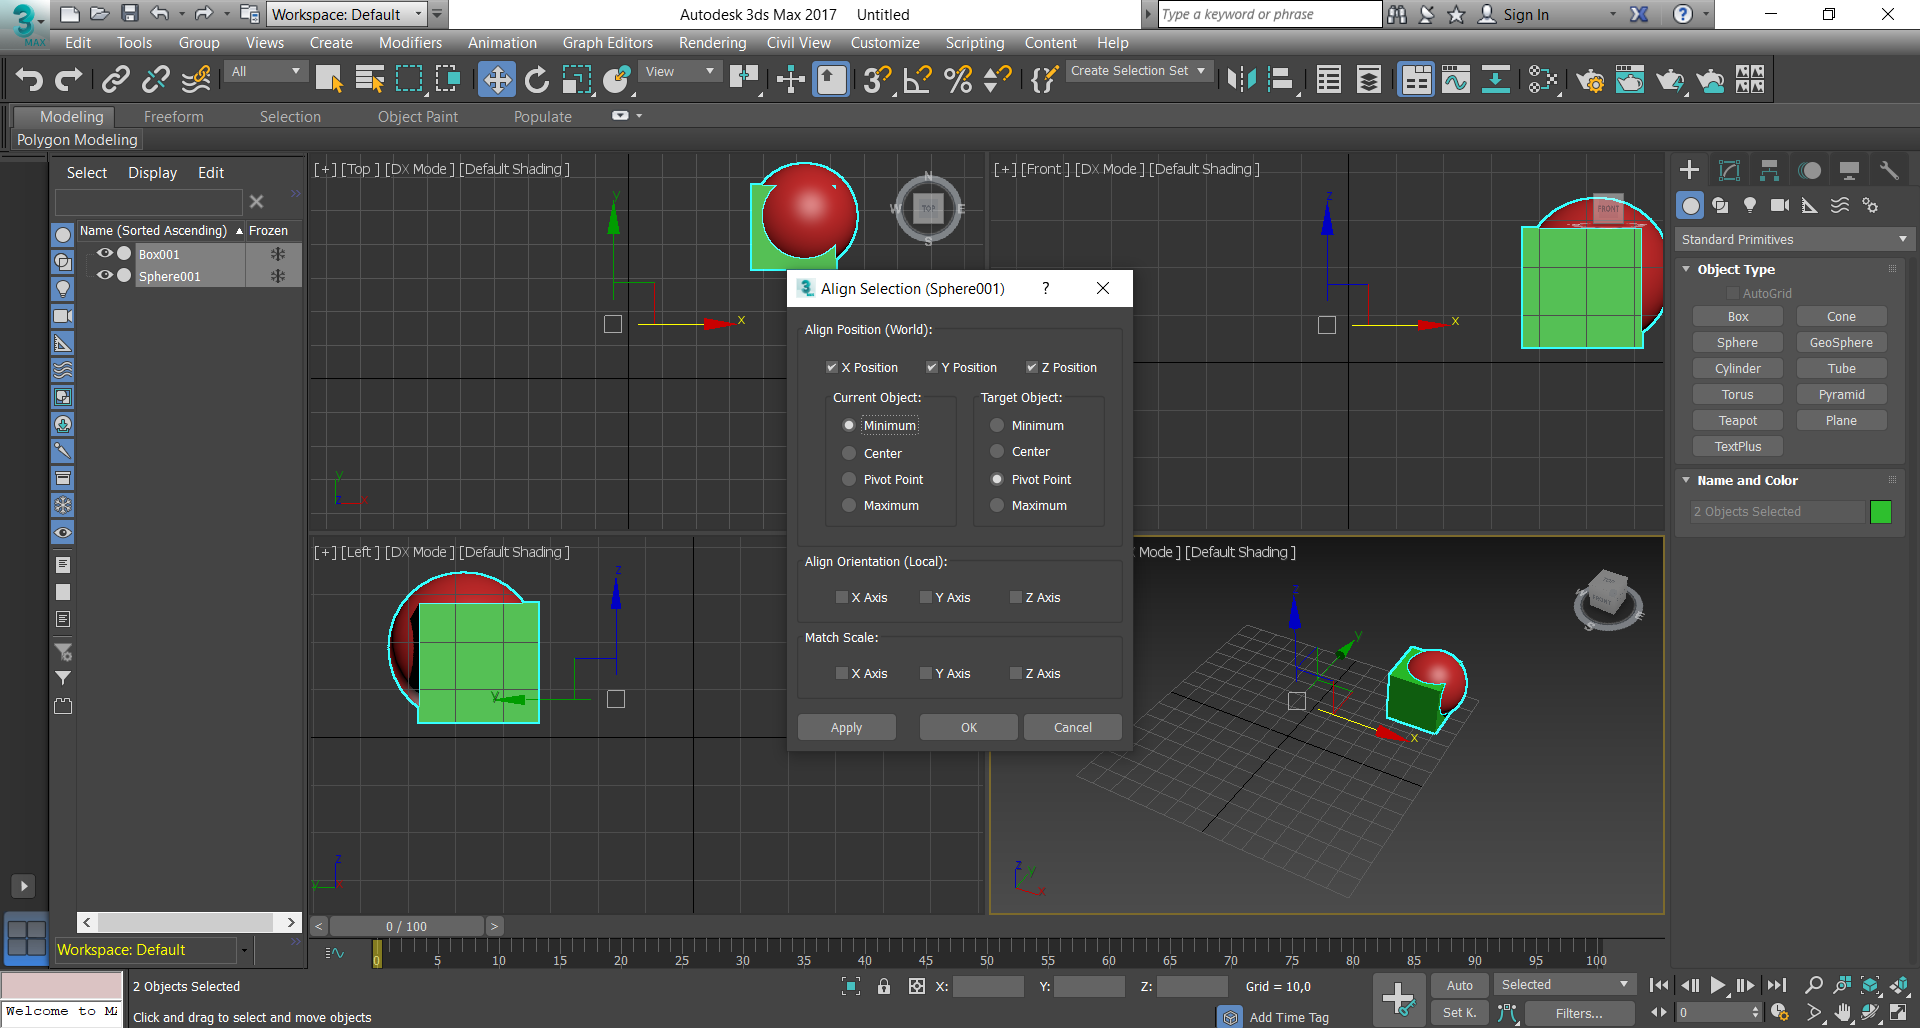 Workspace: Default
Autodesk 3ds Max 2017 Untitled
Type a keyword or phrase
Sign In
MAX
Edit Tools Group Views Create Modifiers Animation Graph Editors Rendering Civil View Customize Scripting Content Help
All
View
Create Selection Set
Modeling Freeform Selection Object Paint Populate
Polygon Modeling
Select Display Edit
Name (Sorted Ascending) Frozen
Box001
Sphere001
[+] [Top ] [DX Mode ] [Default Shading ]
[+] [Front ] [DX Mode ] [Default Shading ]
N
W TOP E
S
FRONT
y
x
z
x
y
z x
[+] [Left ] [DX Mode ] [Default Shading ]
Mode ] [Default Shading ]
z
y
z
y x
z
y
x
z
y
x
TOP
FRONT
W
S
E
Align Selection (Sphere001) ?
Align Position (World):
X Position Y Position Z Position
Current Object: Target Object:
Minimum Minimum
Center Center
Pivot Point Pivot Point
Maximum Maximum
Align Orientation (Local):
X Axis Y Axis Z Axis
Match Scale:
X Axis Y Axis Z Axis
Apply OK Cancel
Standard Primitives
Object Type
AutoGrid
Box Cone
Sphere GeoSphere
Cylinder Tube
Torus Pyramid
Teapot Plane
TextPlus
Name and Color
2 Objects Selected
< 0 / 100 >
Workspace: Default
0 5 10 15 20 25 30 35 40 45 50 55 60 65 70 75 80 85 90 95 100
2 Objects Selected
X: Y: Z: Grid = 10,0
Auto Selected
Welcome to MA
Click and drag to select and move objects
Add Time Tag
Set K. Filters...
0